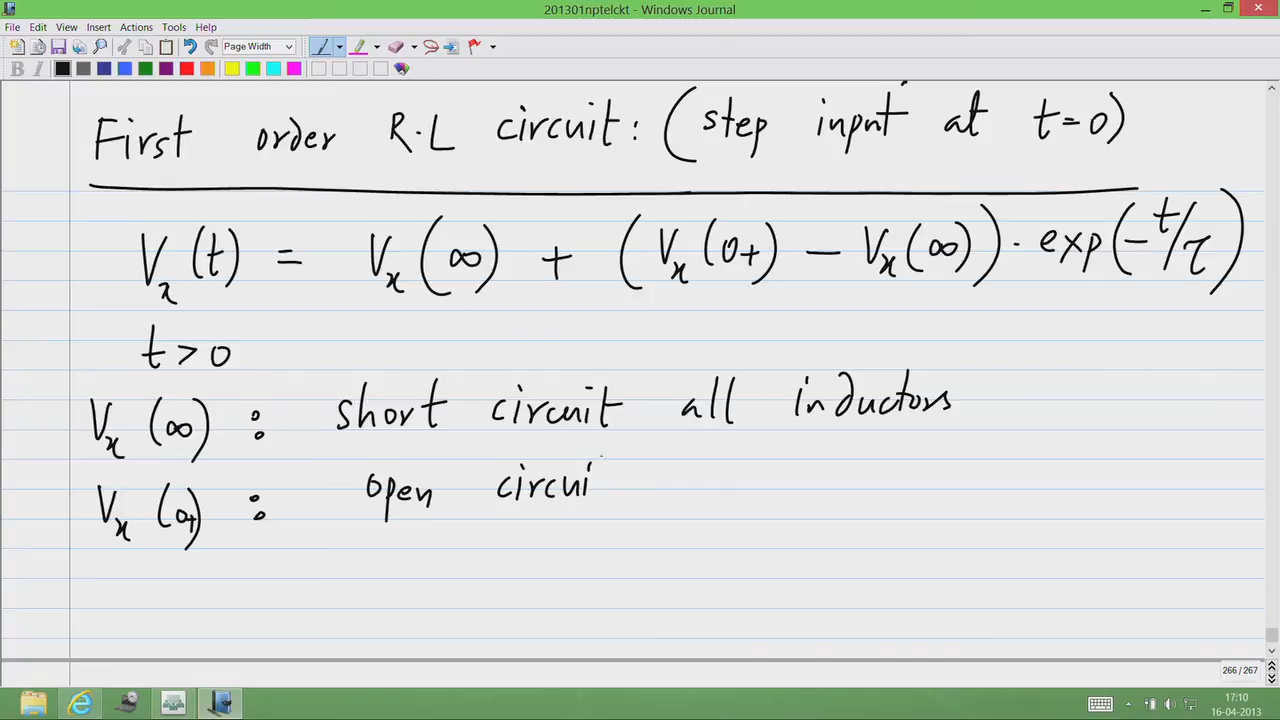 201301nptelckt - Windows Journal
File Edit View Insert Actions Tools Help
Page Width
B I
First order R-L circuit: (step input at t=0)
Vx(t) = Vx(∞) + (Vx(0+) − Vx(∞)) · exp(−t/τ)
t > 0
Vx(∞) : short circuit all inductors
Vx(0+) : open circui
266 / 267
17:10
16-04-2013